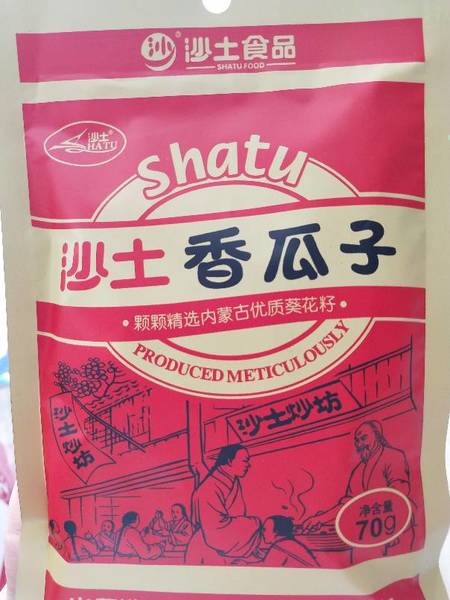 沙 沙土食品
SHATU FOOD
沙土®
SHATU
Shatu
沙土香瓜子
·颗颗精选内蒙古优质葵花籽·
PRODUCED METICULOUSLY
沙土炒坊
沙土炒坊
净含量
70g